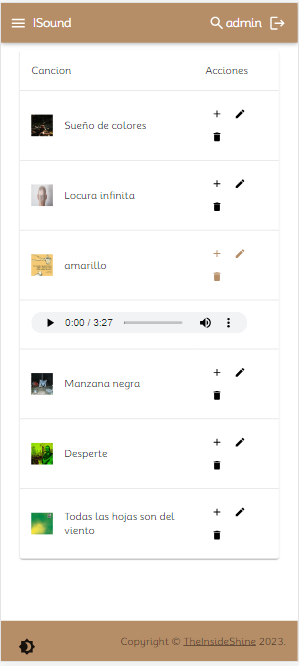 ISound
admin
Cancion
Acciones
Sueño de colores
Locura infinita
amarillo
0:00 / 3:27
Manzana negra
Desperte
Todas las hojas son del
viento
Copyright © TheInsideShine 2023.